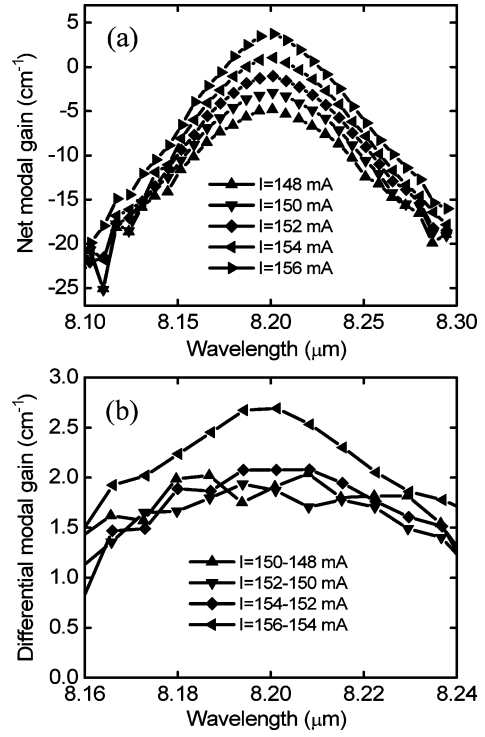 (a)
Net modal gain (cm⁻¹)
5
0
-5
-10
-15
-20
-25
I=148 mA
I=150 mA
I=152 mA
I=154 mA
I=156 mA
8.10
8.15
8.20
8.25
8.30
Wavelength (μm)
(b)
Differential modal gain (cm⁻¹)
3.0
2.5
2.0
1.5
1.0
0.5
0.0
I=150-148 mA
I=152-150 mA
I=154-152 mA
I=156-154 mA
8.16
8.18
8.20
8.22
8.24
Wavelength (μm)